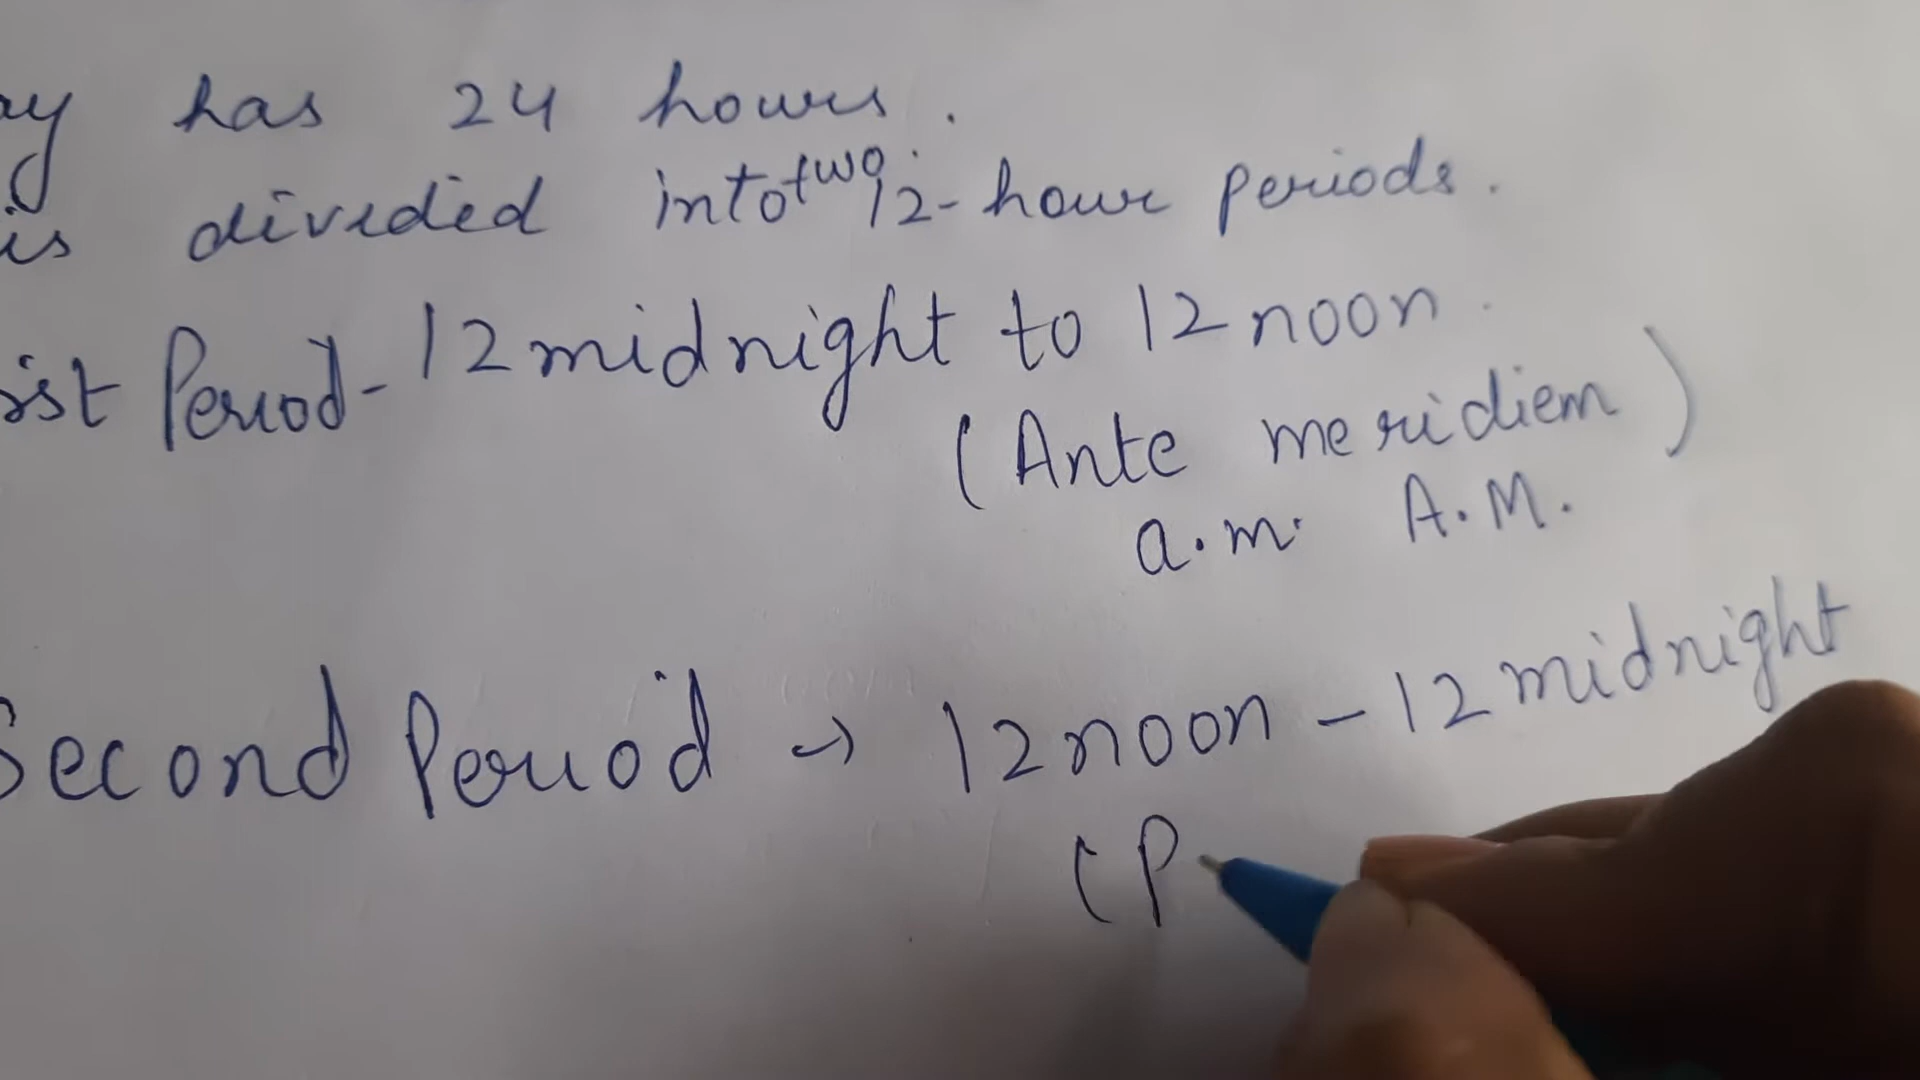 has 24 hours.
is divided into two 12-hour periods.
Period - 12 midnight to 12 noon.
(Ante meridiem)
a.m. A.M.
Second Period → 12 noon - 12 midnight
(P